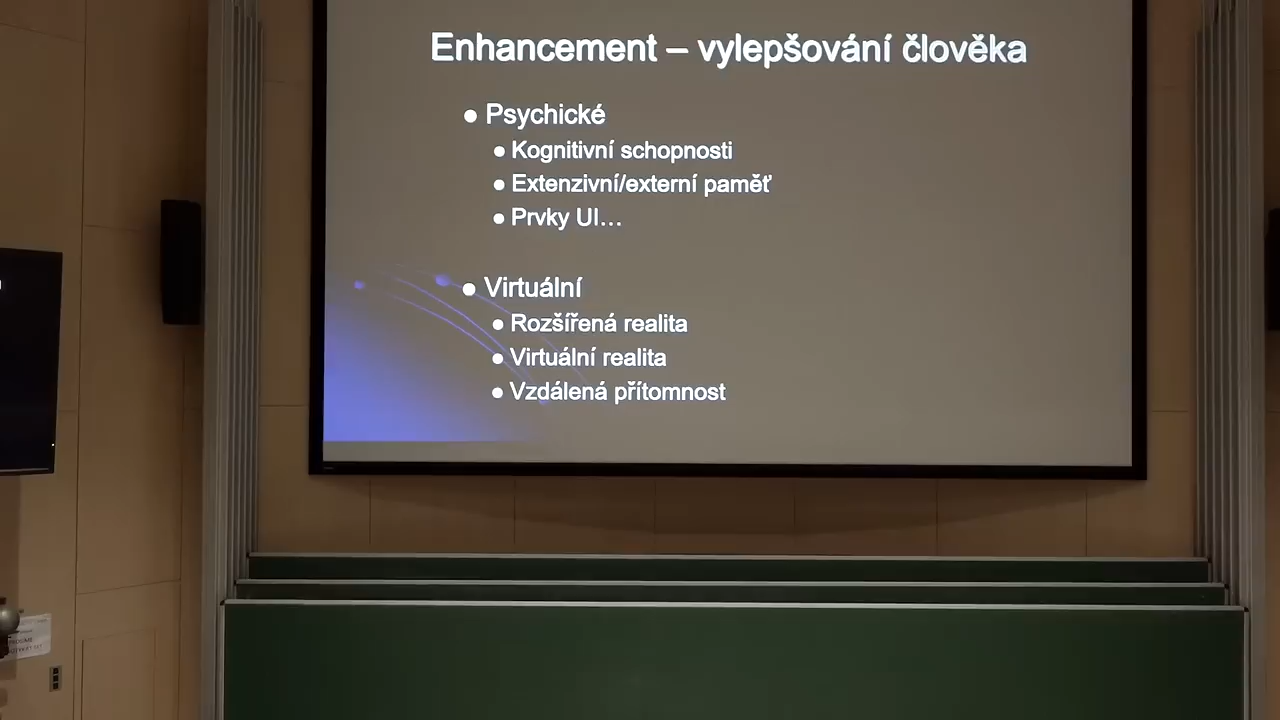 Enhancement – vylepšování člověka
● Psychické
● Kognitivní schopnosti
● Extenzivní/externí paměť
● Prvky UI...
● Virtuální
● Rozšířená realita
● Virtuální realita
● Vzdálená přítomnost